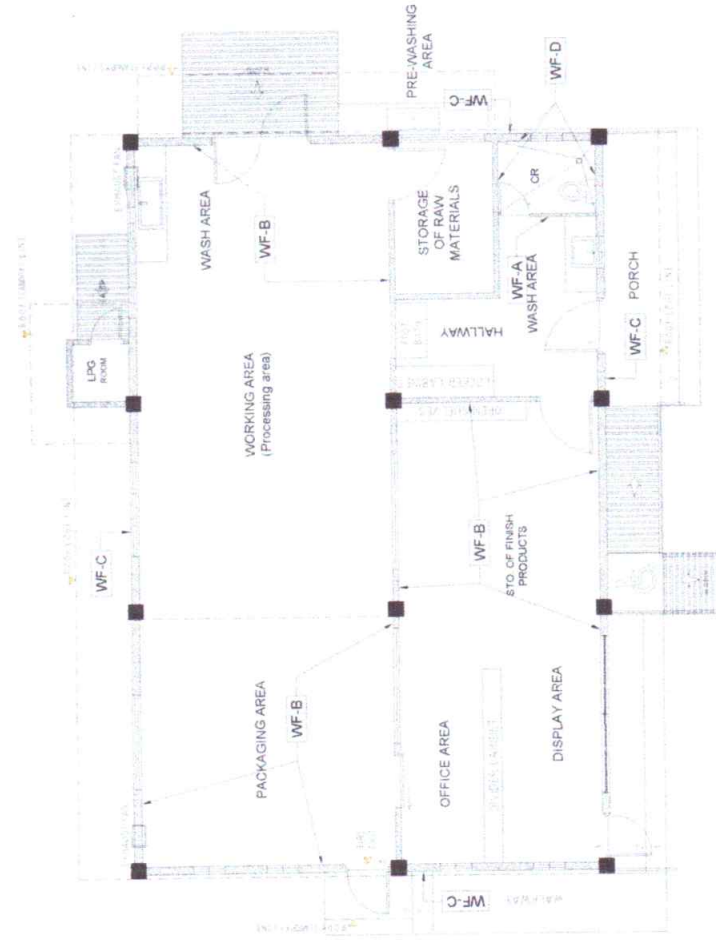 PRE-WASHING
AREA
WF-C
WF-D
WASH AREA
WF-B
STORAGE
OF RAW
MATERIALS
CR
LPG
ROOM
WORKING AREA
(Processing area)
HALLWAY
WF-A
WASH AREA
PORCH
WF-C
WF-C
WF-B
STO. OF FINISH
PRODUCTS
PACKAGING AREA
WF-B
OFFICE AREA
DISPLAY AREA
WF-C
WALKWAY